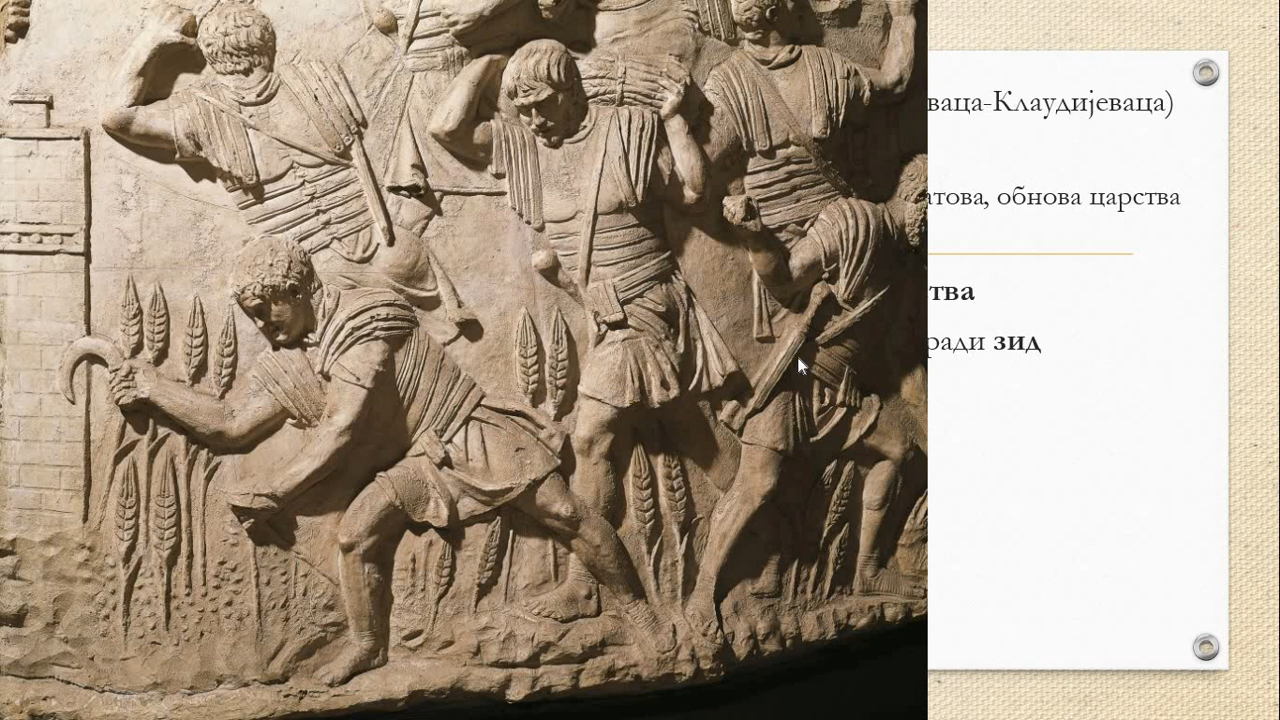 ваца-Клаудијеваца)
атова, обнова царства
тва
ради зид